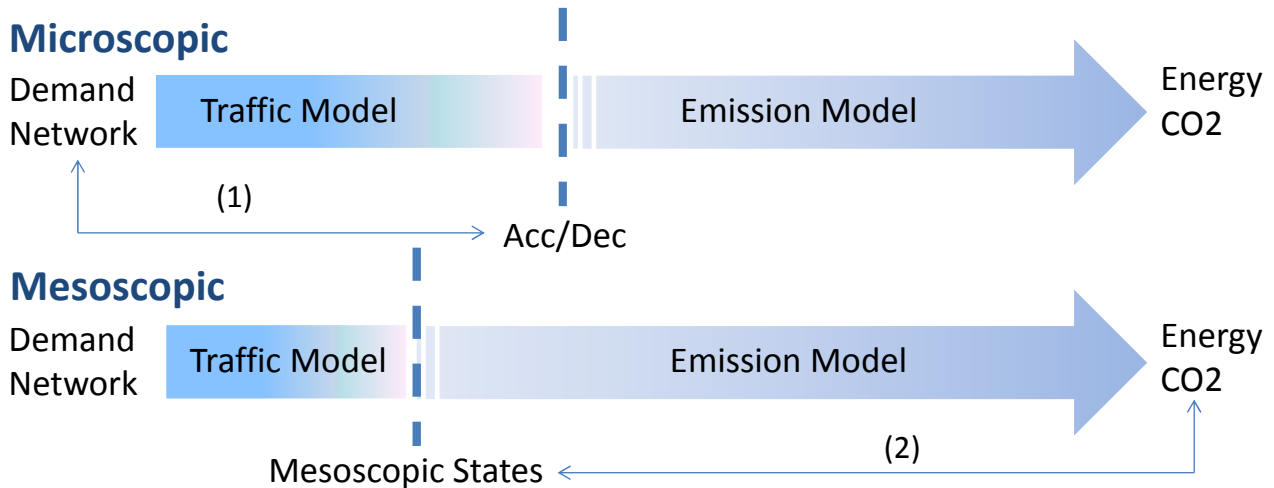 Microscopic
Demand
Network
Traffic Model
Emission Model
Energy
CO2
(1)
Acc/Dec
Mesoscopic
Demand
Network
Traffic Model
Emission Model
Energy
CO2
(2)
Mesoscopic States